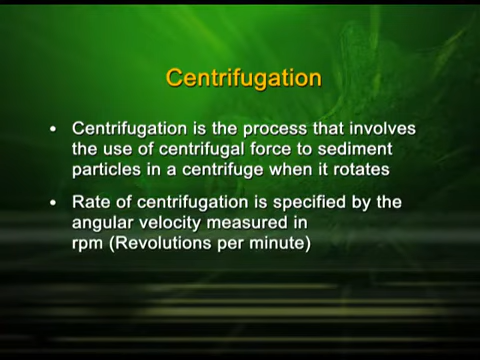 Centrifugation
• Centrifugation is the process that involves
the use of centrifugal force to sediment
particles in a centrifuge when it rotates
• Rate of centrifugation is specified by the
angular velocity measured in
rpm (Revolutions per minute)